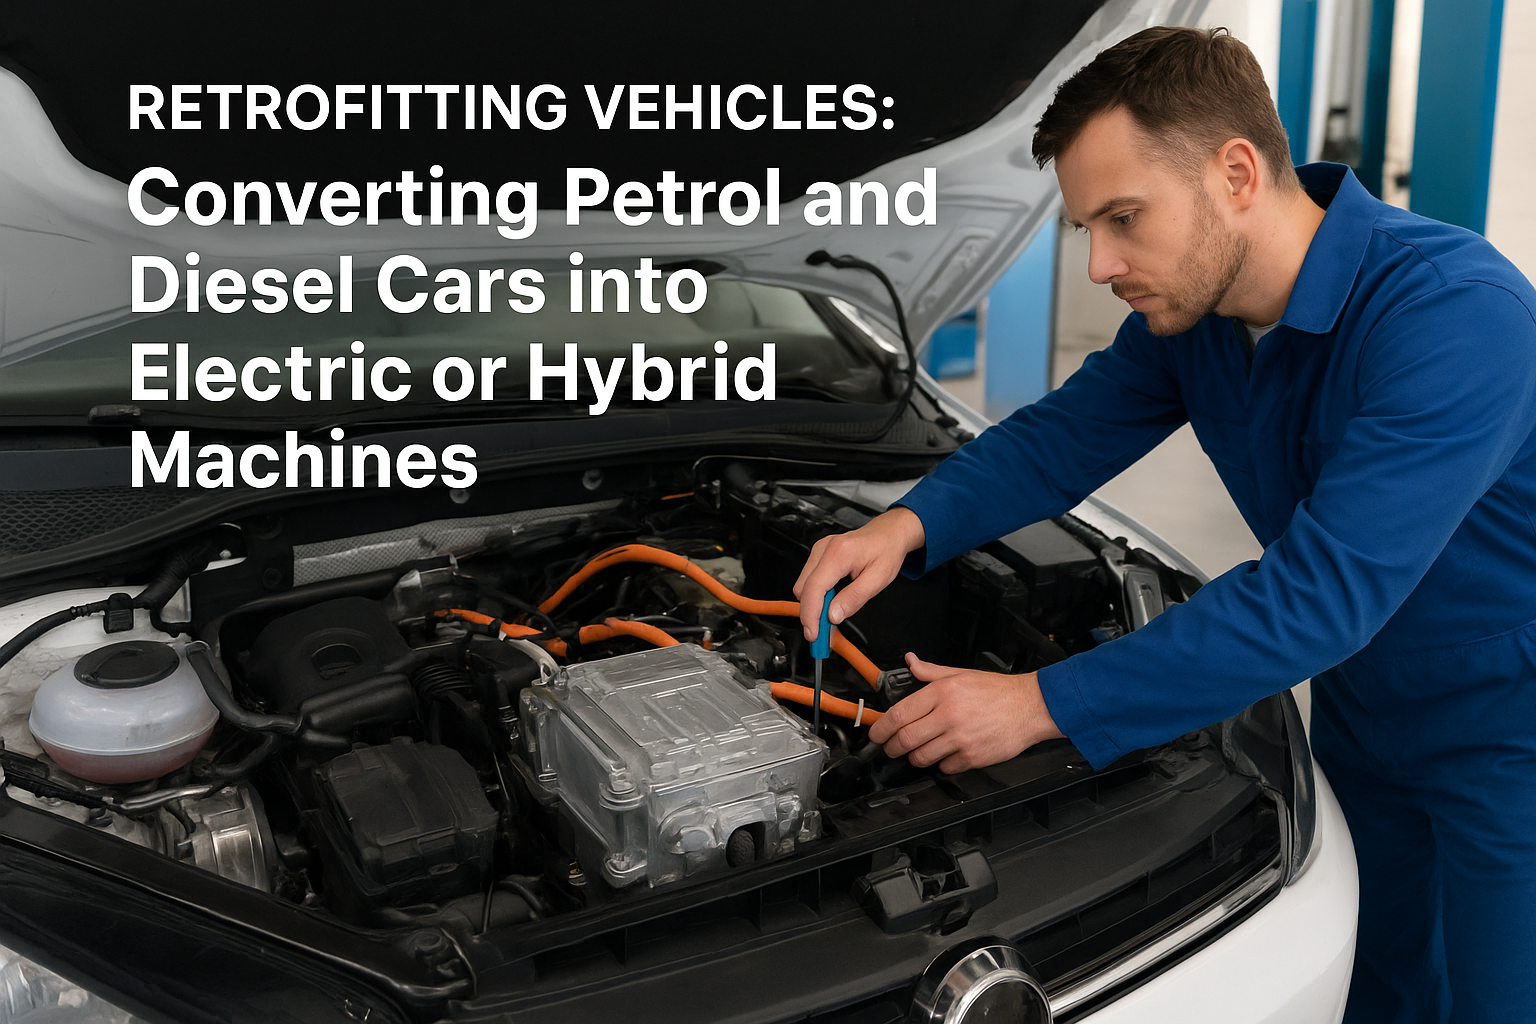 RETROFITTING VEHICLES:
Converting Petrol and
Diesel Cars into
Electric or Hybrid
Machines